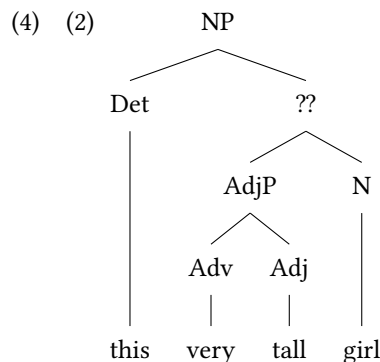 (4) (2) NP
Det ??
AdjP N
Adv Adj
this very tall girl